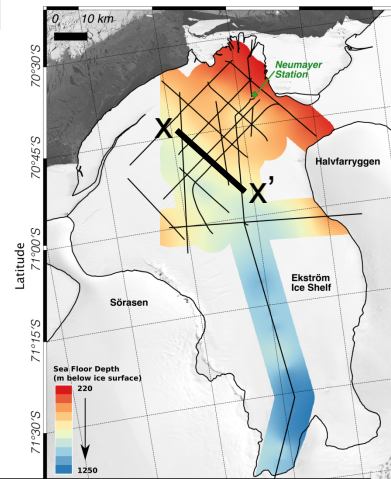 0 10 km
70°30'S
Neumayer
Station
X
70°45'S
Halvfarryggen
X'
71°00'S
Latitude
Ekström
Ice Shelf
Sörasen
71°15'S
Sea Floor Depth
(m below ice surface)
220
71°30'S
1250